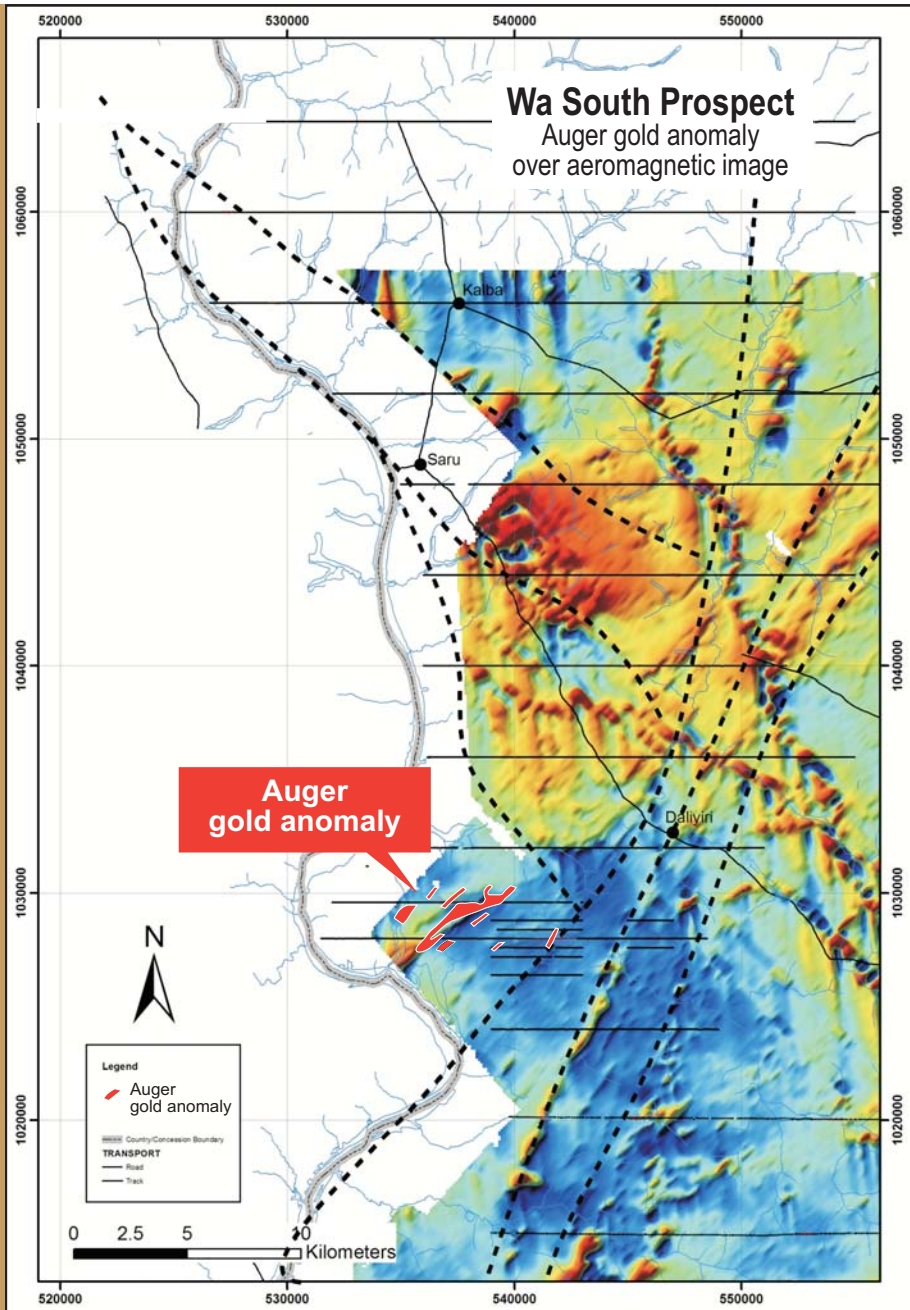 520000
530000
540000
550000
Wa South Prospect
Auger gold anomaly
over aeromagnetic image
1060000
1060000
Kalba
1050000
1050000
Saru
1040000
1040000
Auger
gold anomaly
Daliyiri
1030000
1030000
N
Legend
Auger
gold anomaly
Country/Concession Boundary
TRANSPORT
Road
Track
1020000
1020000
0 2.5 5 10
Kilometers
520000
530000
540000
550000